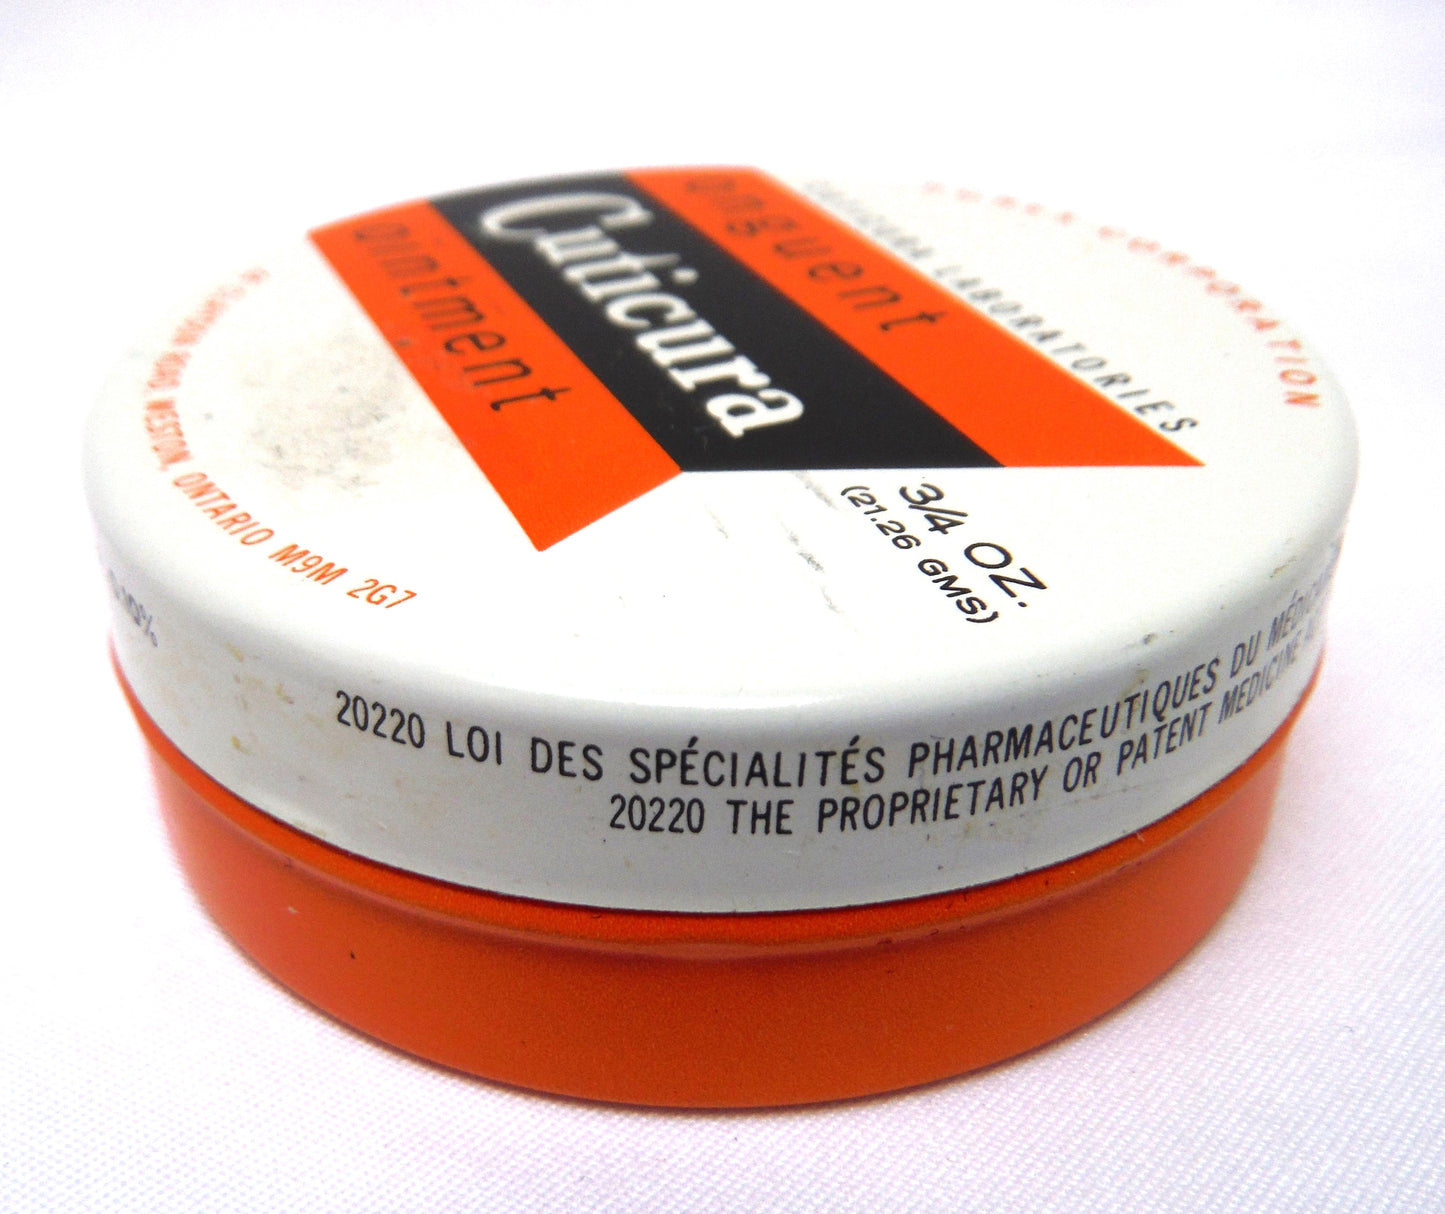 CORPORATION
LABORATORIES
onguent
Cuticura
ointment
3/4 OZ.
(21.26 GMS)
WESTON, ONTARIO M9M 2G7
20220 LOI DES SPÉCIALITÉS PHARMACEUTIQUES DU
20220 THE PROPRIETARY OR PATENT MEDICINE